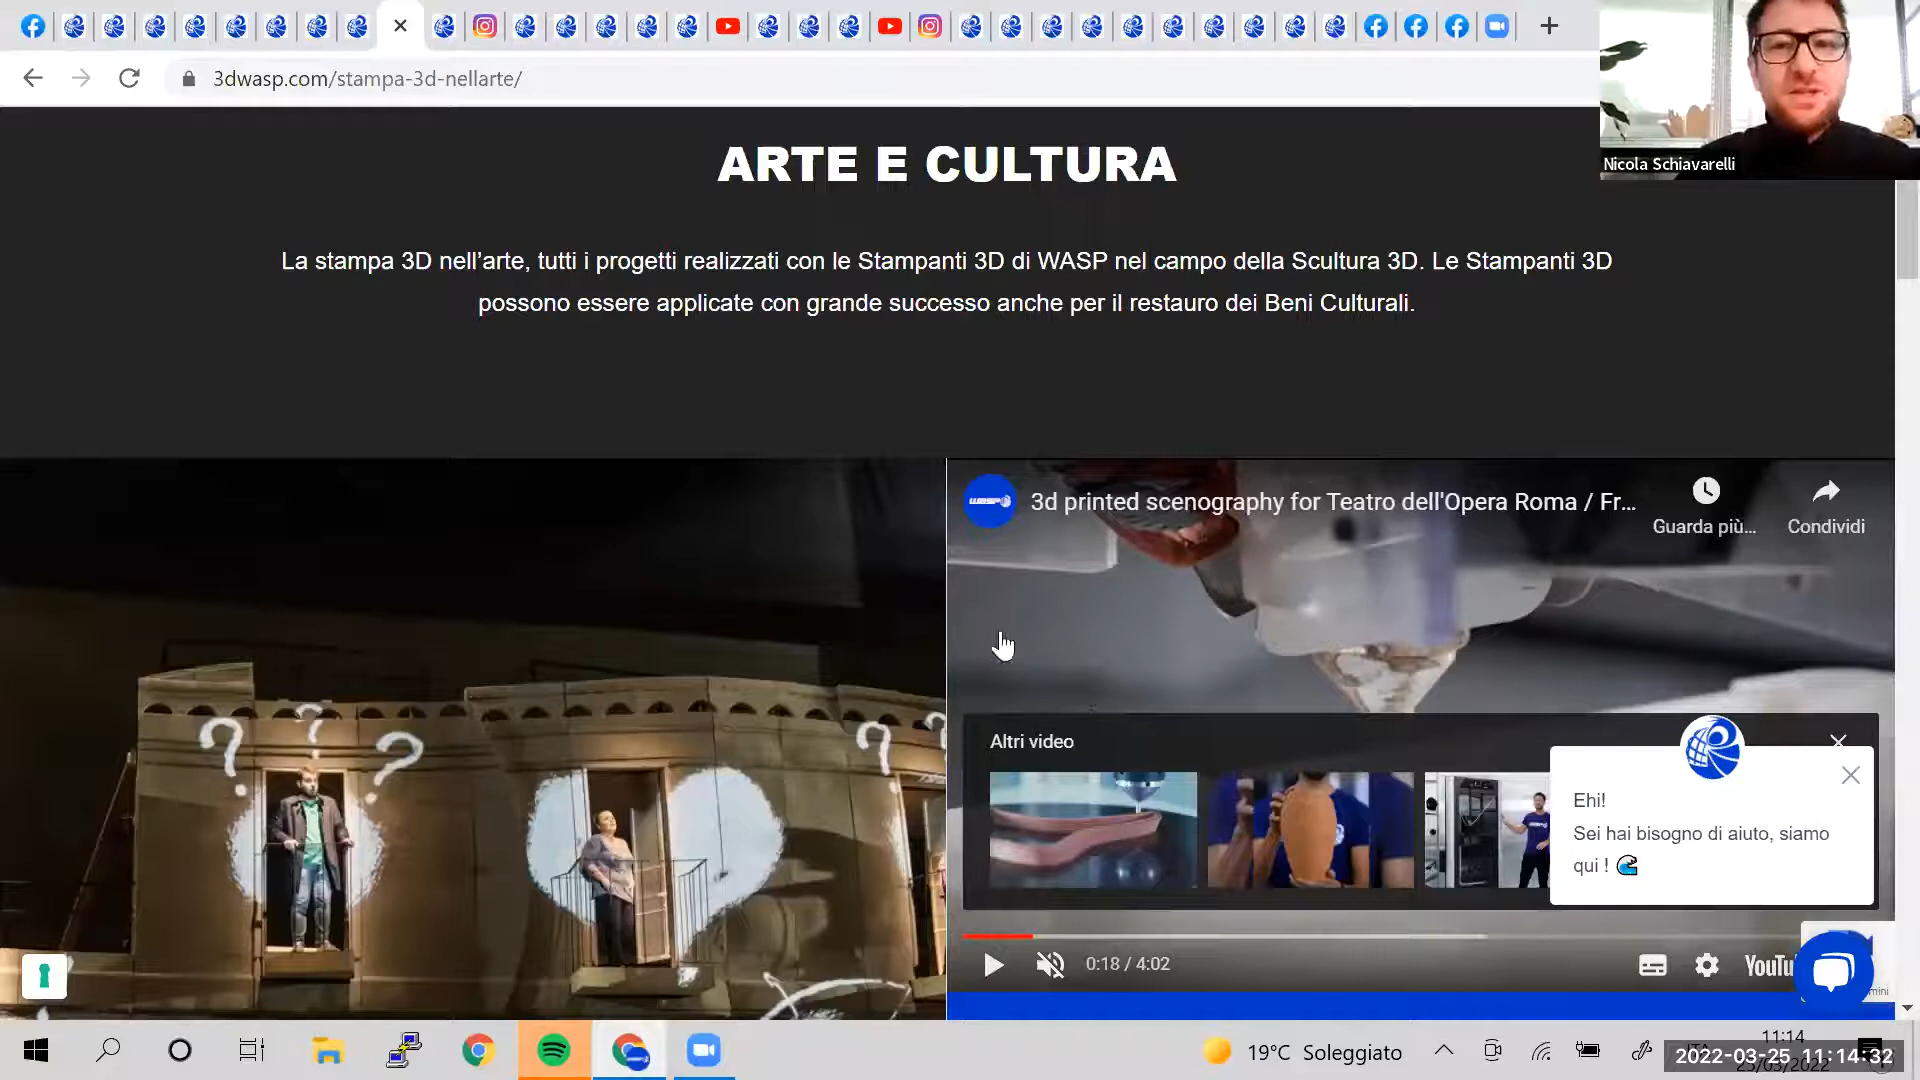 3dwasp.com/stampa-3d-nellarte/
Nicola Schiavarelli
ARTE E CULTURA
La stampa 3D nell'arte, tutti i progetti realizzati con le Stampanti 3D di WASP nel campo della Scultura 3D. Le Stampanti 3D
possono essere applicate con grande successo anche per il restauro dei Beni Culturali.
WASP
3d printed scenography for Teatro dell'Opera Roma / Fr...
Guarda più...
Condividi
? ? ? ? ?
Altri video
Ehi!
Sei hai bisogno di aiuto, siamo
qui !
0:18 / 4:02
19°C Soleggiato
11:14
25/03/2022
2022-03-25 11:14:32